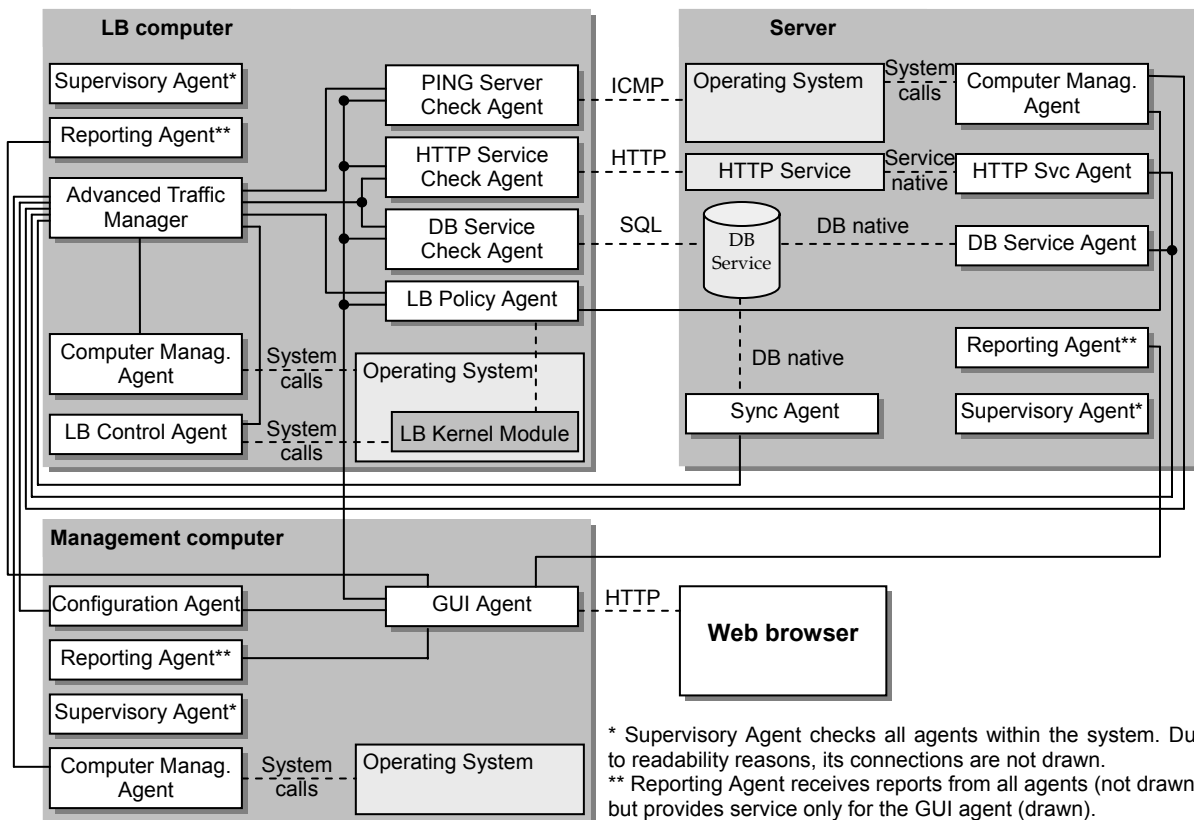 LB computer
Supervisory Agent*
Reporting Agent**
Advanced Traffic
Manager
Computer Manag.
Agent
LB Control Agent
PING Server
Check Agent
HTTP Service
Check Agent
DB Service
Check Agent
LB Policy Agent
System
calls
System
calls
Operating System
LB Kernel Module
ICMP
HTTP
SQL
Server
Operating System
System
calls
Computer Manag.
Agent
HTTP Service
Service
native
HTTP Svc Agent
DB
Service
DB native
DB Service Agent
DB native
Reporting Agent**
Sync Agent
Supervisory Agent*
Management computer
Configuration Agent
GUI Agent
HTTP
Web browser
Reporting Agent**
Supervisory Agent*
Computer Manag.
Agent
System
calls
Operating System
* Supervisory Agent checks all agents within the system. Du
to readability reasons, its connections are not drawn.
** Reporting Agent receives reports from all agents (not drawn
but provides service only for the GUI agent (drawn).